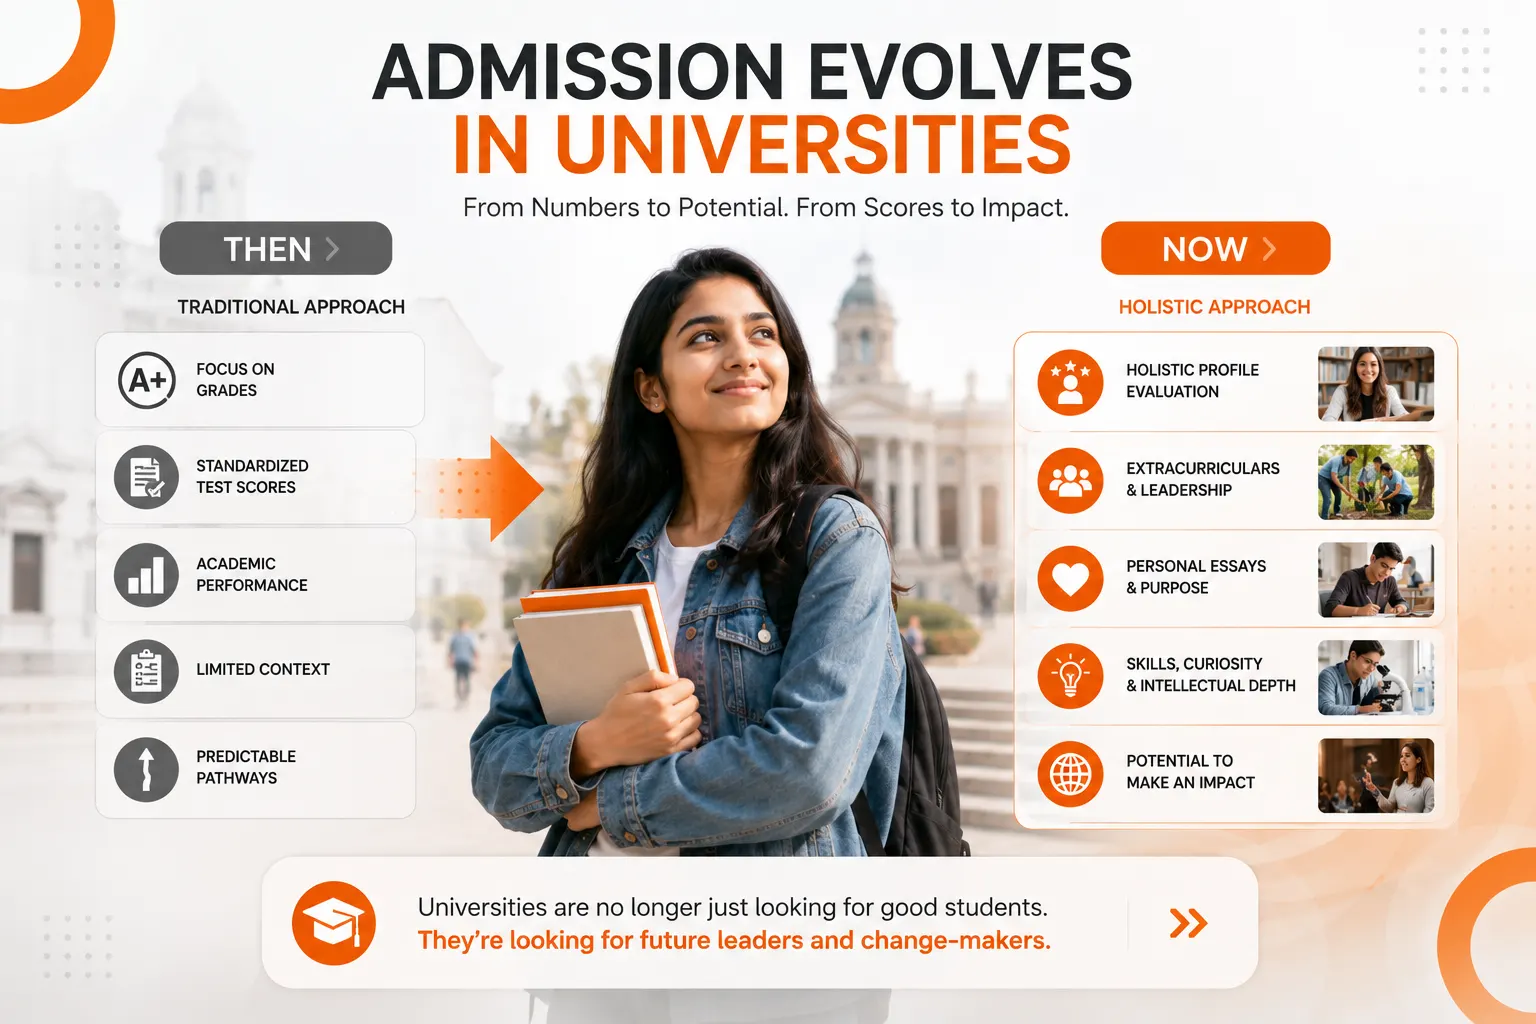 ADMISSION EVOLVES
IN UNIVERSITIES
From Numbers to Potential. From Scores to Impact.
THEN
TRADITIONAL APPROACH
A+
FOCUS ON
GRADES
STANDARDIZED
TEST SCORES
ACADEMIC
PERFORMANCE
LIMITED CONTEXT
PREDICTABLE
PATHWAYS
NOW
HOLISTIC APPROACH
HOLISTIC PROFILE
EVALUATION
EXTRACURRICULARS
& LEADERSHIP
PERSONAL ESSAYS
& PURPOSE
SKILLS, CURIOSITY
& INTELLECTUAL DEPTH
POTENTIAL TO
MAKE AN IMPACT
Universities are no longer just looking for good students.
They’re looking for future leaders and change-makers.